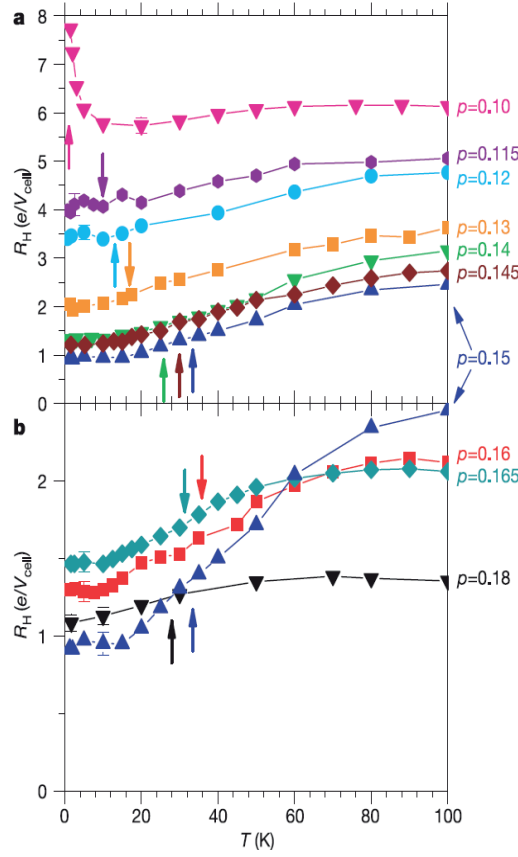 a
8
7
6
5
4
3
2
1
0
R_H (e/V_cell)
p=0.10
p=0.115
p=0.12
p=0.13
p=0.14
p=0.145
p=0.15
b
2
1
0
R_H (e/V_cell)
p=0.16
p=0.165
p=0.18
0 20 40 60 80 100
T (K)